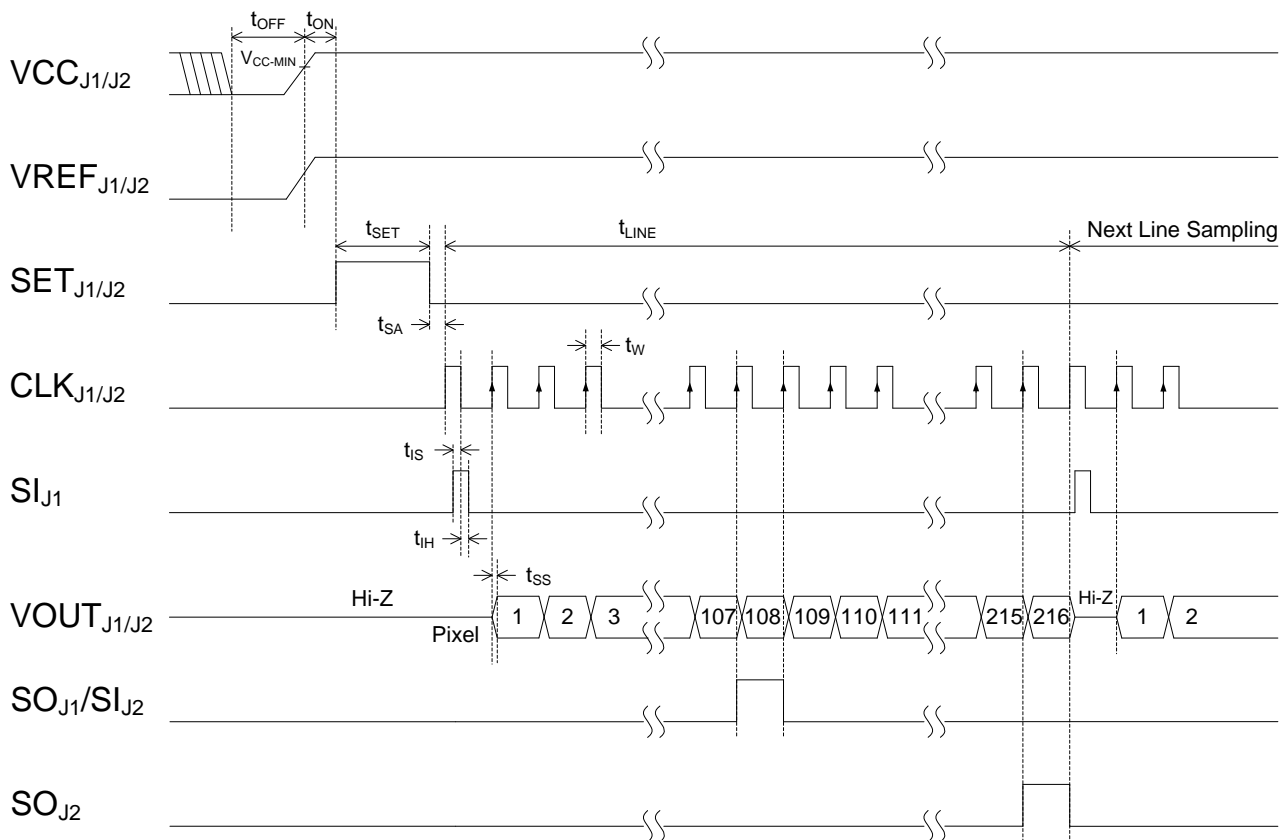 tOFF tON
VCC-MIN
VCCJ1/J2
VREFJ1/J2
tSET tLINE Next Line Sampling
SETJ1/J2
tSA
tW
CLKJ1/J2
tIS
SIJ1
tIH
tSS
Hi-Z Hi-Z
VOUTJ1/J2
Pixel 1 2 3 107 108 109 110 111 215 216 1 2
SOJ1/SIJ2
SOJ2